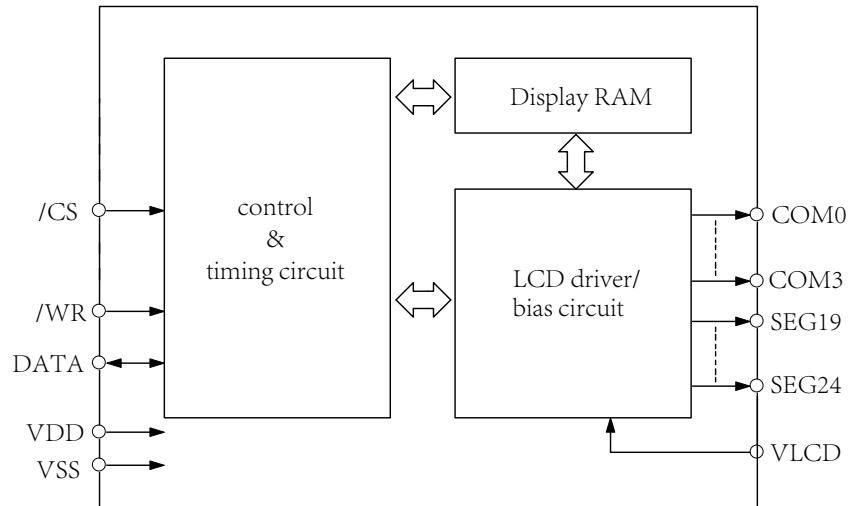 /CS
/WR
DATA
VDD
VSS
control
&
timing circuit
Display RAM
LCD driver/
bias circuit
COM0
COM3
SEG19
SEG24
VLCD